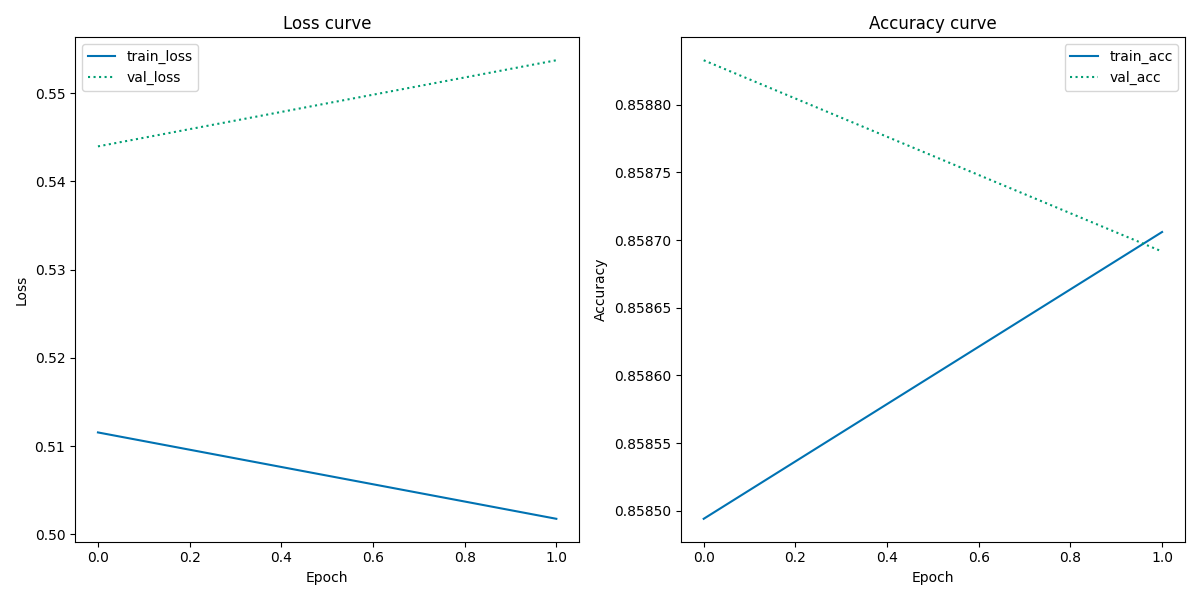 Loss curve
train_loss
val_loss
0.55
0.54
0.53
0.52
0.51
0.50
Loss
0.0 0.2 0.4 0.6 0.8 1.0
Epoch
Accuracy curve
train_acc
val_acc
0.85880
0.85875
0.85870
0.85865
0.85860
0.85855
0.85850
Accuracy
0.0 0.2 0.4 0.6 0.8 1.0
Epoch